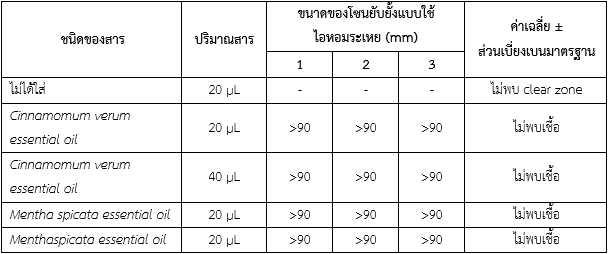 ชนิดของสาร ปริมาณสาร ขนาดของโซนยับยั้งแบบใช้ ค่าเฉลี่ย ±
ไอหอมระเหย (mm) ส่วนเบี่ยงเบนมาตรฐาน
1 2 3
ไม่ได้ใส่ 20 µL - - - ไม่พบ clear zone
Cinnamomum verum
essential oil 20 µL >90 >90 >90 ไม่พบเชื้อ
Cinnamomum verum
essential oil 40 µL >90 >90 >90 ไม่พบเชื้อ
Mentha spicata essential oil 20 µL >90 >90 >90 ไม่พบเชื้อ
Menthaspicata essential oil 20 µL >90 >90 >90 ไม่พบเชื้อ